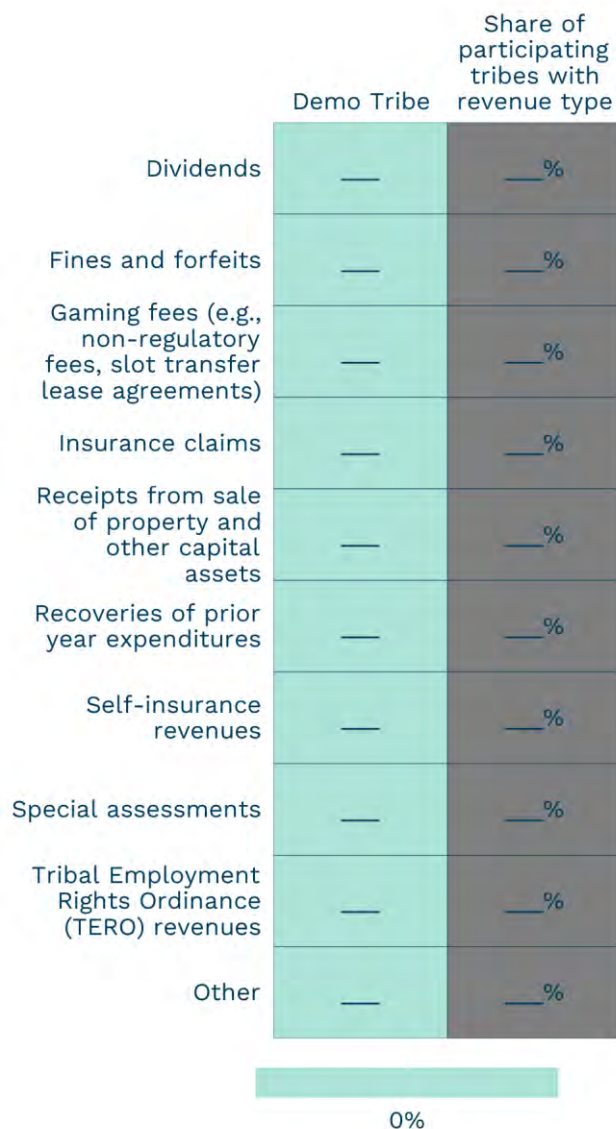 Share of
participating
tribes with
Demo Tribe revenue type
Dividends ___ ___%
Fines and forfeits ___ ___%
Gaming fees (e.g.,
non-regulatory
fees, slot transfer
lease agreements) ___ ___%
Insurance claims ___ ___%
Receipts from sale
of property and
other capital
assets ___ ___%
Recoveries of prior
year expenditures ___ ___%
Self-insurance
revenues ___ ___%
Special assessments ___ ___%
Tribal Employment
Rights Ordinance
(TERO) revenues ___ ___%
Other ___ ___%
0%